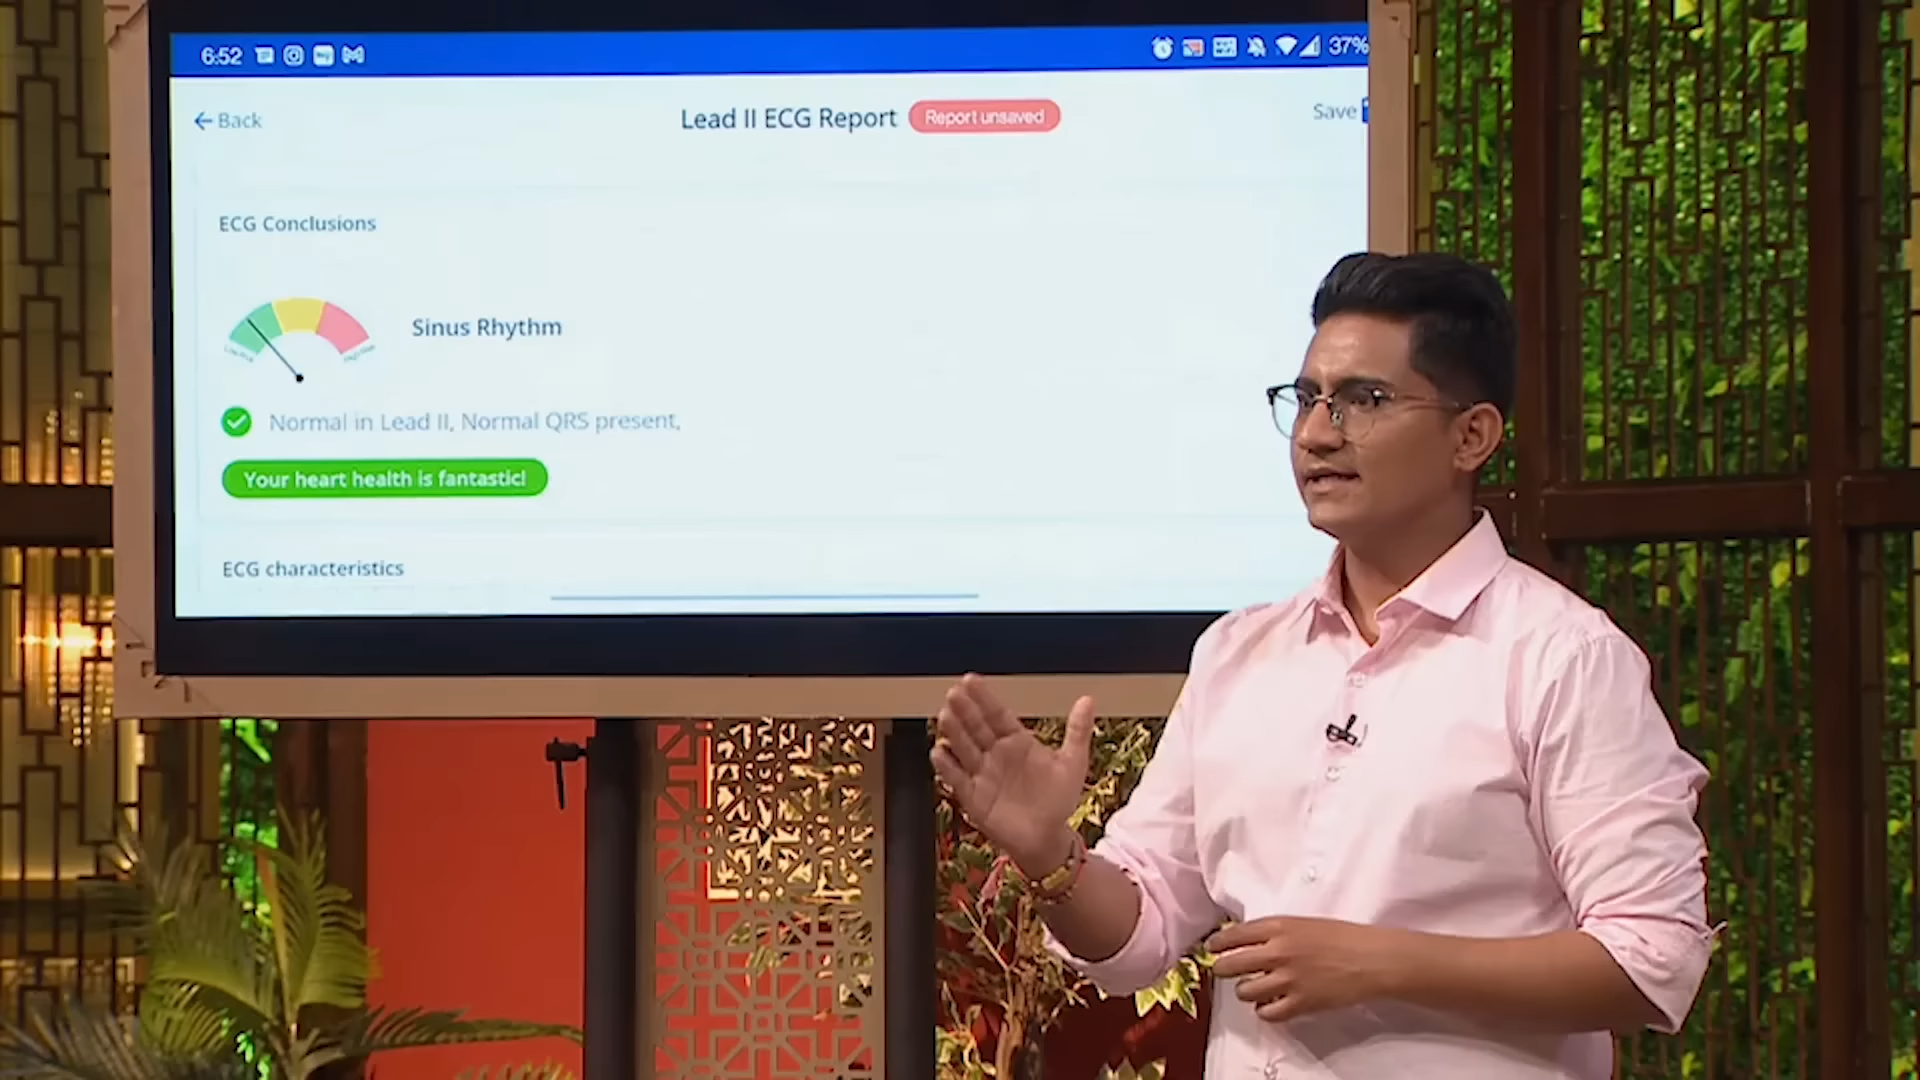 6:52
37%
Back
Lead II ECG Report
Report unsaved
Save
ECG Conclusions
Sinus Rhythm
Normal in Lead II, Normal QRS present,
Your heart health is fantastic!
ECG characteristics